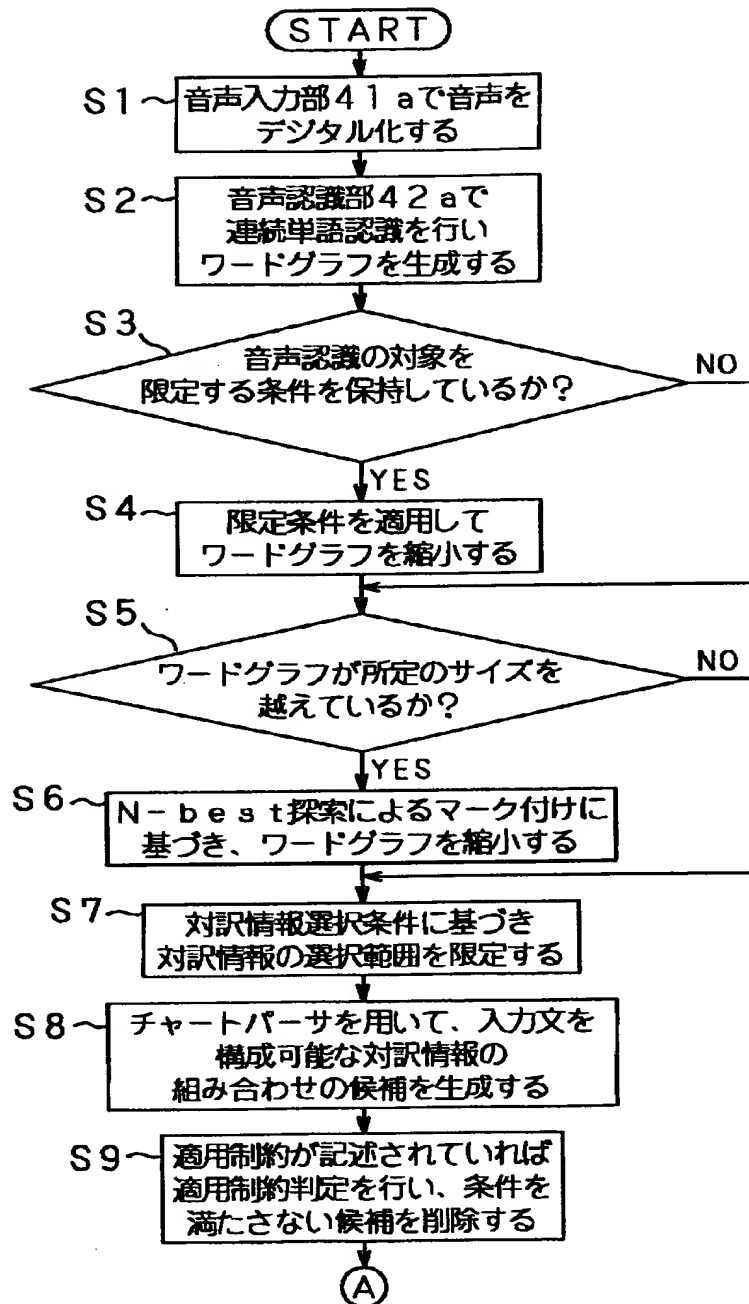 START
S1
音声入力部41aで音声を
デジタル化する
S2
音声認識部42aで
連続単語認識を行い
ワードグラフを生成する
S3
音声認識の対象を
限定する条件を保持しているか?
NO
YES
S4
限定条件を適用して
ワードグラフを縮小する
S5
ワードグラフが所定のサイズを
越えているか?
NO
YES
S6
N-best探索によるマーク付けに
基づき、ワードグラフを縮小する
S7
対訳情報選択条件に基づき
対訳情報の選択範囲を限定する
S8
チャートパーサを用いて、入力文を
構成可能な対訳情報の
組み合わせの候補を生成する
S9
適用制約が記述されていれば
適用制約判定を行い、条件を
満たさない候補を削除する
A